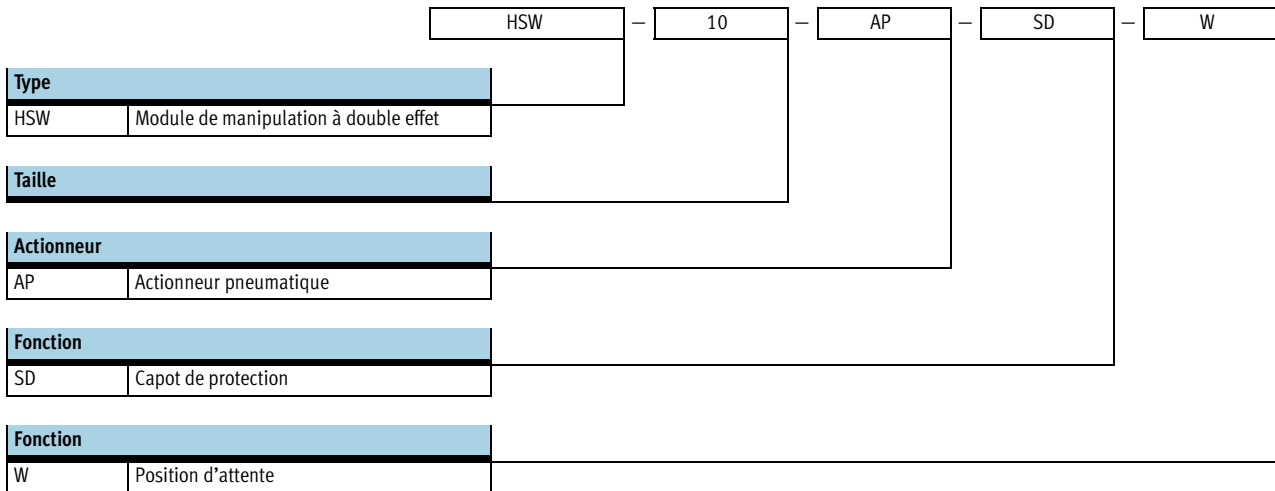 HSW – 10 – AP – SD – W
Type
HSW Module de manipulation à double effet
Taille
Actionneur
AP Actionneur pneumatique
Fonction
SD Capot de protection
Fonction
W Position d'attente